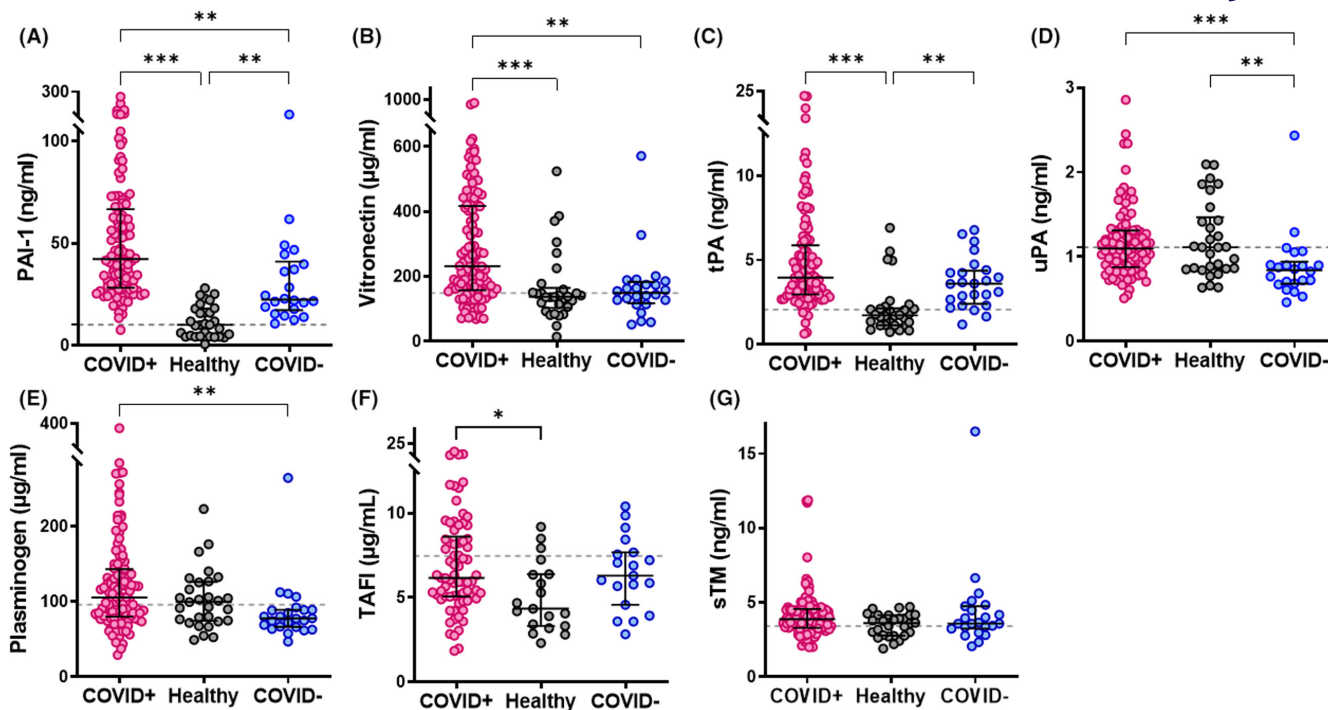 (A)
**
***
**
PAI-1 (ng/ml)
300
100
50
0
COVID+ Healthy COVID-
(B)
**
***
Vitronectin (µg/ml)
1000
600
400
200
0
COVID+ Healthy COVID-
(C)
***
**
tPA (ng/ml)
25
10
5
0
COVID+ Healthy COVID-
(D)
***
**
uPA (ng/ml)
3
2
1
0
COVID+ Healthy COVID-
(E)
**
Plasminogen (µg/ml)
400
200
100
0
COVID+ Healthy COVID-
(F)
*
TAFI (µg/mL)
25
10
5
0
COVID+ Healthy COVID-
(G)
sTM (ng/ml)
15
10
5
0
COVID+ Healthy COVID-